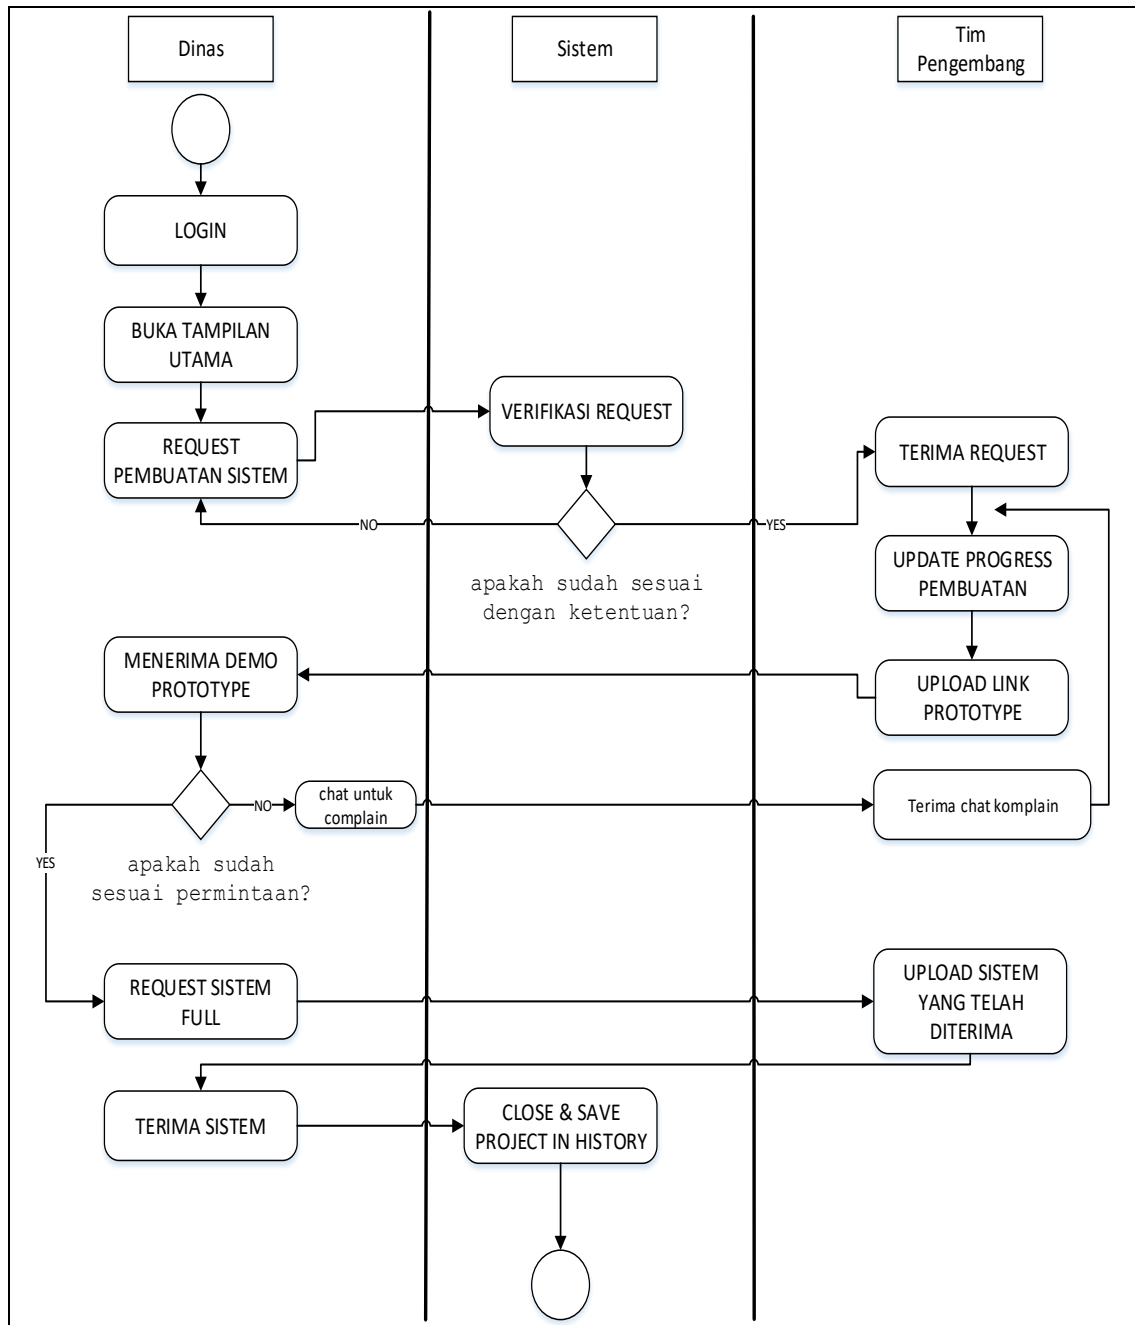 Dinas
Sistem
Tim
Pengembang
LOGIN
BUKA TAMPILAN
UTAMA
REQUEST
PEMBUATAN SISTEM
VERIFIKASI REQUEST
TERIMA REQUEST
NO
YES
apakah sudah sesuai
dengan ketentuan?
UPDATE PROGRESS
PEMBUATAN
MENERIMA DEMO
PROTOTYPE
UPLOAD LINK
PROTOTYPE
NO
chat untuk
complain
Terima chat komplain
YES
apakah sudah
sesuai permintaan?
REQUEST SISTEM
FULL
UPLOAD SISTEM
YANG TELAH
DITERIMA
TERIMA SISTEM
CLOSE & SAVE
PROJECT IN HISTORY